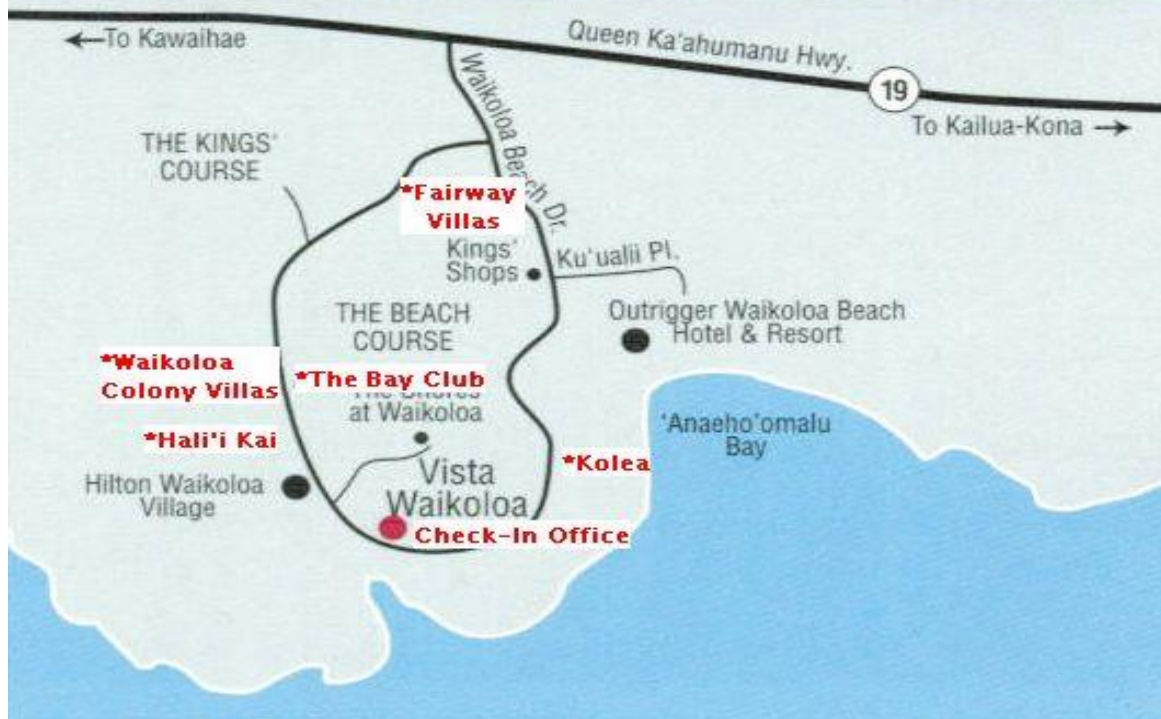 ←To Kawaihae
Queen Ka'ahumanu Hwy.
19
To Kailua-Kona →
Waikoloa Beach Dr.
THE KINGS'
COURSE
*Fairway
Villas
Kings'
Shops
Ku'ualii Pl.
THE BEACH
COURSE
Outrigger Waikoloa Beach
Hotel & Resort
*Waikoloa
Colony Villas
*The Bay Club
at Waikoloa
'Anaeho'omalu
Bay
*Hali'i Kai
*Kolea
Hilton Waikoloa
Village
Vista
Waikoloa
Check-In Office